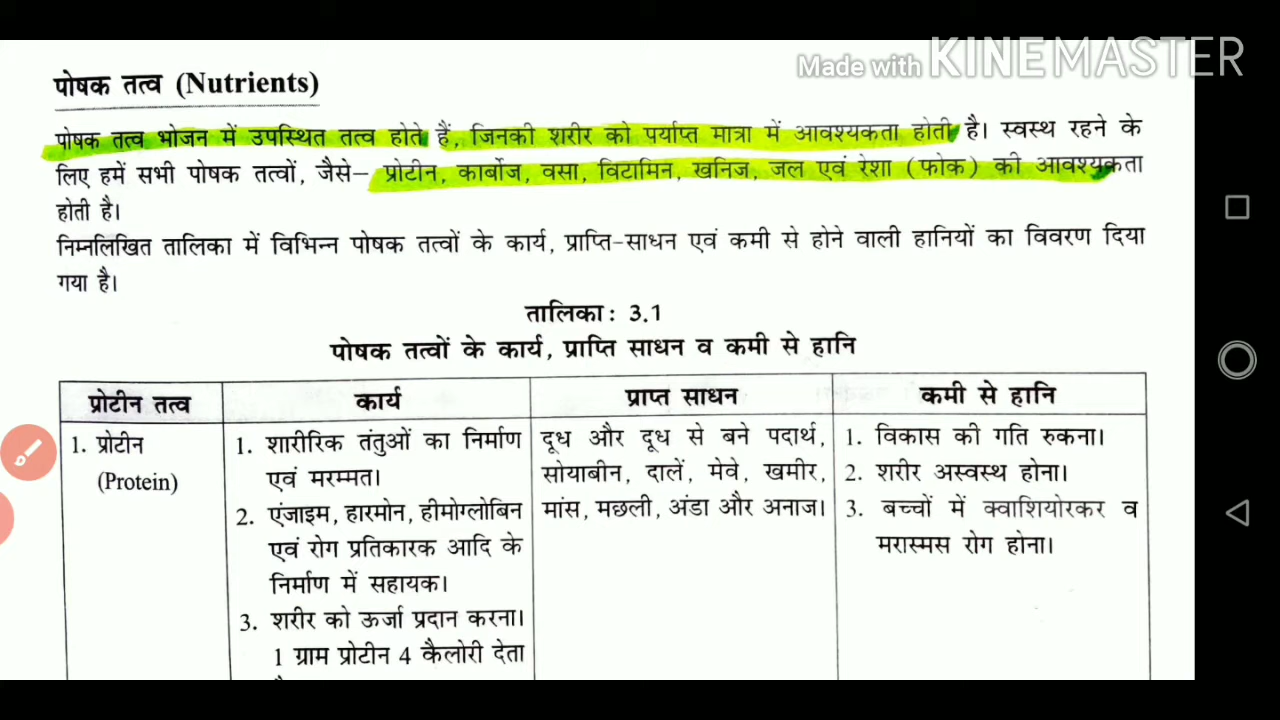 Made with KINEMASTER
पोषक तत्व (Nutrients)
पोषक तत्व भोजन में उपस्थित तत्व होते हैं, जिनकी शरीर को पर्याप्त मात्रा में आवश्यकता होती है। स्वस्थ रहने के
लिए हमें सभी पोषक तत्वों, जैसे– प्रोटीन, कार्बोज, वसा, विटामिन, खनिज, जल एवं रेशा (फोक) की आवश्यकता
होती है।
निम्नलिखित तालिका में विभिन्न पोषक तत्वों के कार्य, प्राप्ति-साधन एवं कमी से होने वाली हानियों का विवरण दिया
गया है।
तालिका: 3.1
पोषक तत्वों के कार्य, प्राप्ति साधन व कमी से हानि
प्रोटीन तत्व
कार्य
प्राप्त साधन
कमी से हानि
1. प्रोटीन
(Protein)
1. शारीरिक तंतुओं का निर्माण
एवं मरम्मत।
2. एंजाइम, हारमोन, हीमोग्लोबिन
एवं रोग प्रतिकारक आदि के
निर्माण में सहायक।
3. शरीर को ऊर्जा प्रदान करना।
1 ग्राम प्रोटीन 4 कैलोरी देता
दूध और दूध से बने पदार्थ,
सोयाबीन, दालें, मेवे, खमीर,
मांस, मछली, अंडा और अनाज।
1. विकास की गति रुकना।
2. शरीर अस्वस्थ होना।
3. बच्चों में क्वाशियोरकर व
मरास्मस रोग होना।